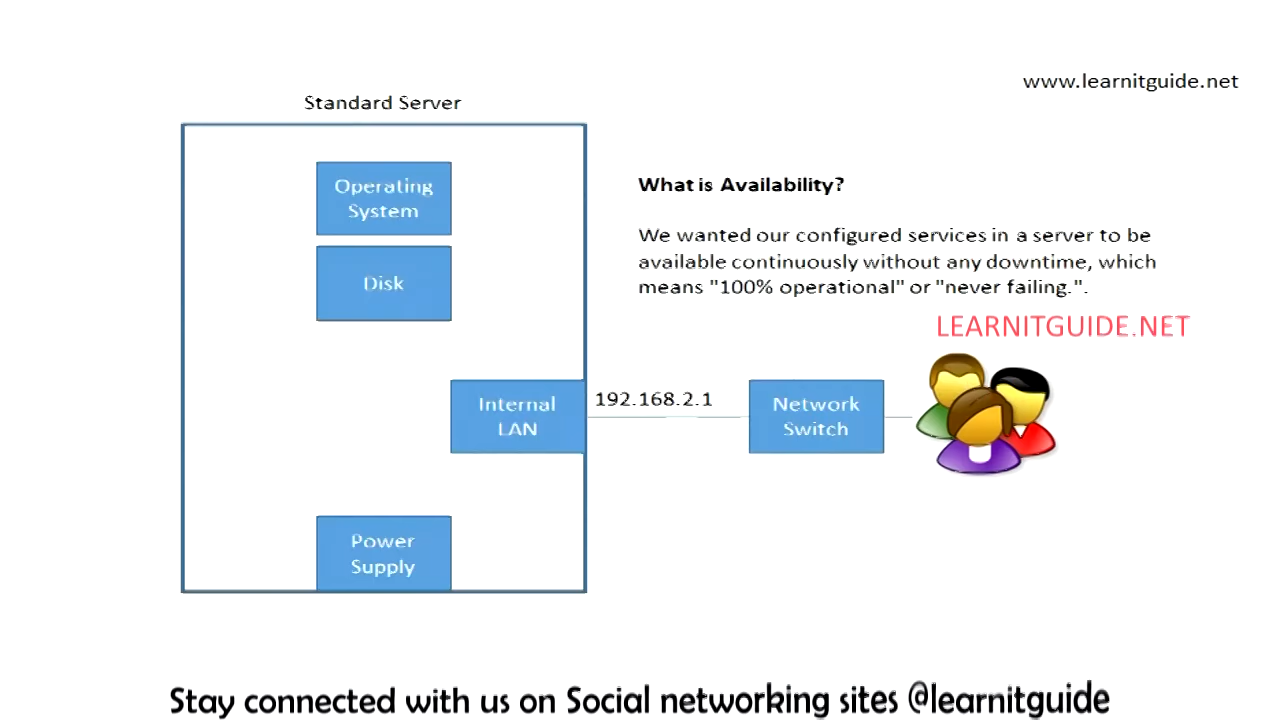 www.learnitguide.net
Standard Server
Operating
System
Disk
What is Availability?
We wanted our configured services in a server to be
available continuously without any downtime, which
means "100% operational" or "never failing.".
LEARNITGUIDE.NET
Internal
LAN
192.168.2.1
Network
Switch
Power
Supply
Stay connected with us on Social networking sites @learnitguide